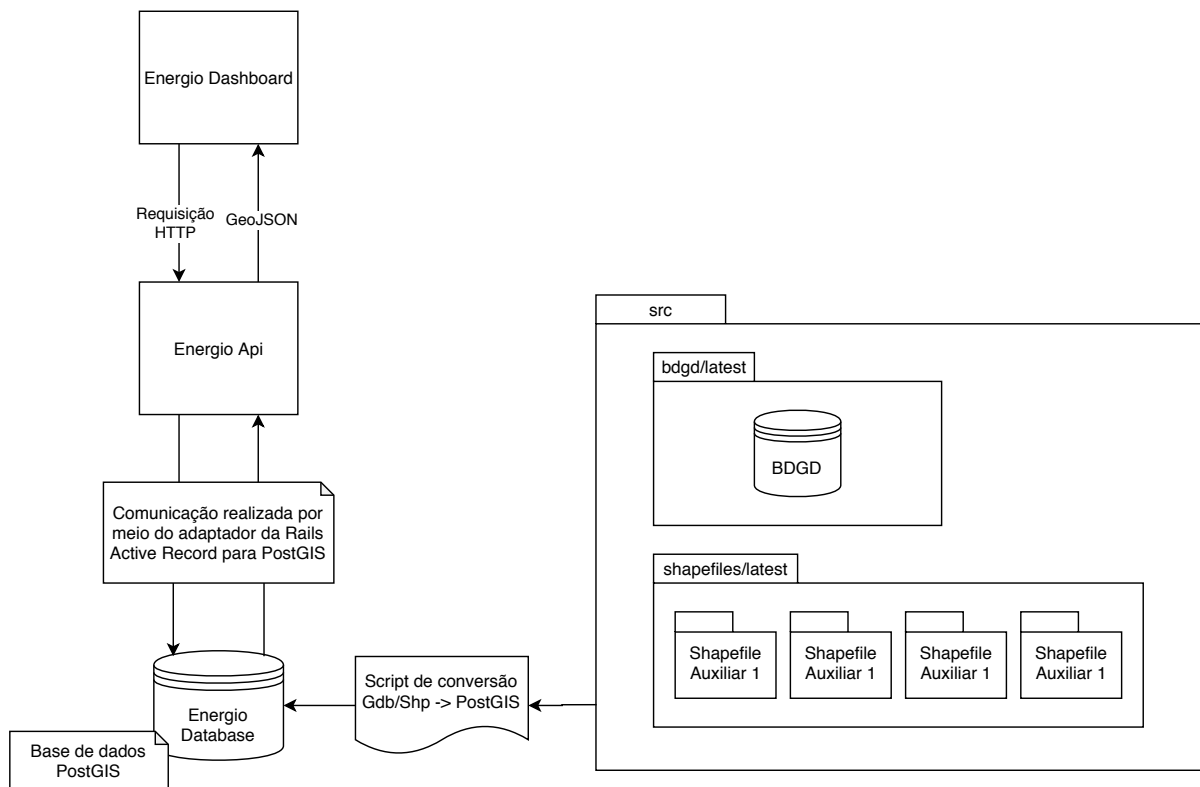 Energio Dashboard
Requisição
HTTP
GeoJSON
Energio Api
Comunicação realizada por
meio do adaptador da Rails
Active Record para PostGIS
Energio
Database
Base de dados
PostGIS
Script de conversão
Gdb/Shp -> PostGIS
src
bdgd/latest
BDGD
shapefiles/latest
Shapefile
Auxiliar 1
Shapefile
Auxiliar 1
Shapefile
Auxiliar 1
Shapefile
Auxiliar 1